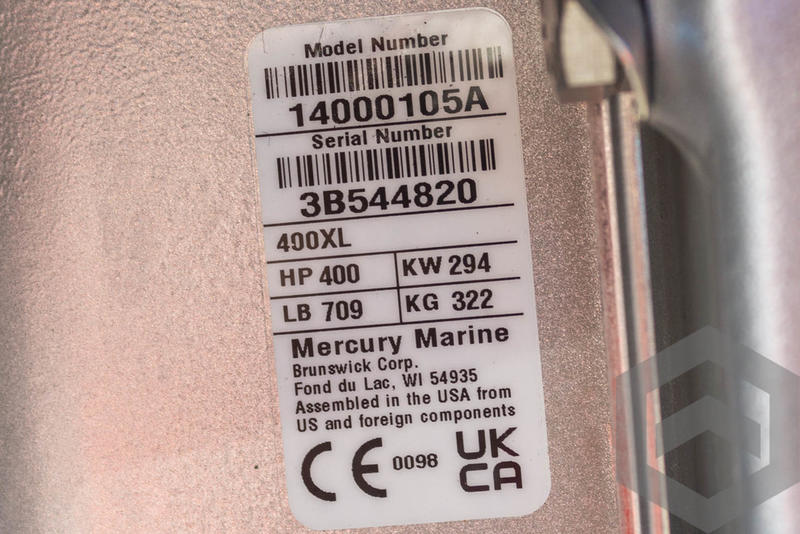 Model Number
14000105A
Serial Number
3B544820
400XL
HP 400 KW 294
LB 709 KG 322
Mercury Marine
Brunswick Corp.
Fond du Lac, WI 54935
Assembled in the USA from
US and foreign components
CE 0098 UK
CA